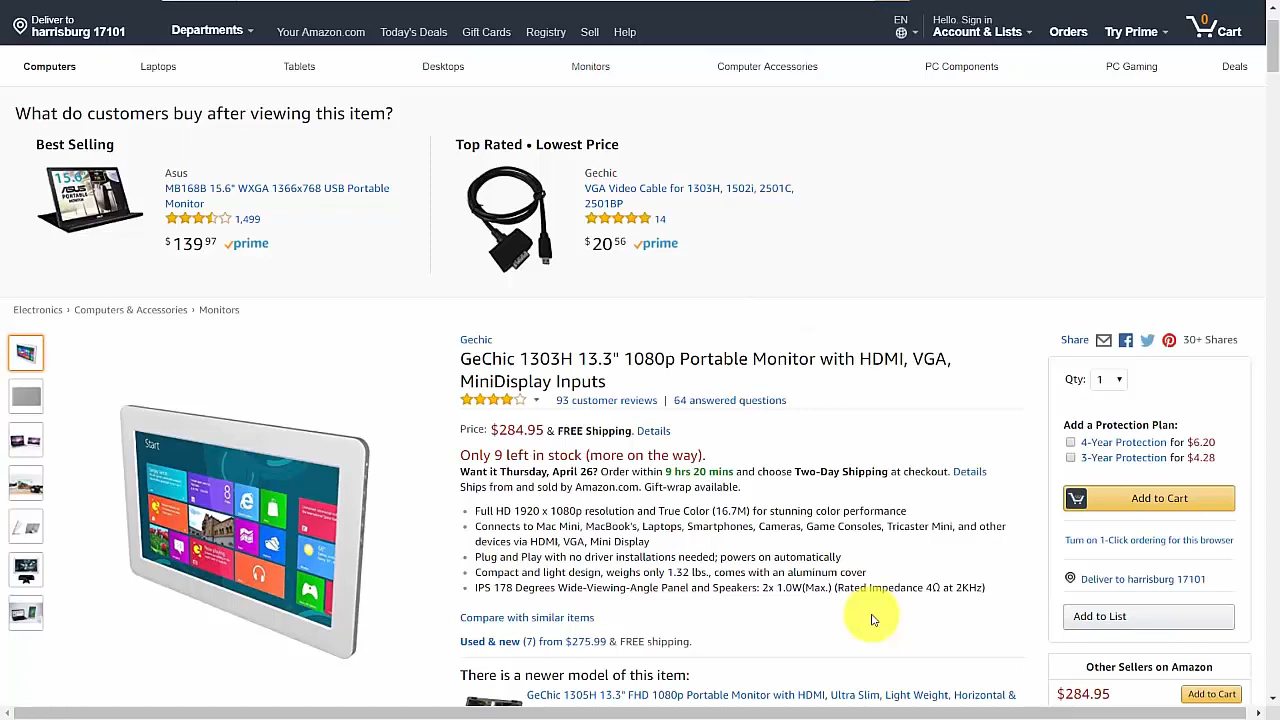 Deliver to
harrisburg 17101
Departments
Your Amazon.com
Today's Deals
Gift Cards
Registry
Sell
Help
EN
Hello. Sign in
Account & Lists
Orders
Try Prime
0
Cart
Computers
Laptops
Tablets
Desktops
Monitors
Computer Accessories
PC Components
PC Gaming
Deals
What do customers buy after viewing this item?
Best Selling
15.6"
ASUS
PORTABLE
MONITOR
Asus
MB168B 15.6" WXGA 1366x768 USB Portable
Monitor
1,499
$139.97 prime
Top Rated • Lowest Price
Gechic
VGA Video Cable for 1303H, 1502i, 2501C,
2501BP
14
$20.56 prime
Electronics › Computers & Accessories › Monitors
Start
Gechic
GeChic 1303H 13.3" 1080p Portable Monitor with HDMI, VGA,
MiniDisplay Inputs
93 customer reviews | 64 answered questions
Price: $284.95 & FREE Shipping. Details
Only 9 left in stock (more on the way).
Want it Thursday, April 26? Order within 9 hrs 20 mins and choose Two-Day Shipping at checkout. Details
Ships from and sold by Amazon.com. Gift-wrap available.
• Full HD 1920 x 1080p resolution and True Color (16.7M) for stunning color performance
• Connects to Mac Mini, MacBook's, Laptops, Smartphones, Cameras, Game Consoles, Tricaster Mini, and other
devices via HDMI, VGA, Mini Display
• Plug and Play with no driver installations needed; powers on automatically
• Compact and light design, weighs only 1.32 lbs., comes with an aluminum cover
• IPS 178 Degrees Wide-Viewing-Angle Panel and Speakers: 2x 1.0W(Max.) (Rated Impedance 4Ω at 2KHz)
Compare with similar items
Used & new (7) from $275.99 & FREE shipping.
There is a newer model of this item:
GeChic 1305H 13.3" FHD 1080p Portable Monitor with HDMI, Ultra Slim, Light Weight, Horizontal &
Share
30+ Shares
Qty: 1
Add a Protection Plan:
4-Year Protection for $6.20
3-Year Protection for $4.28
Add to Cart
Turn on 1-Click ordering for this browser
Deliver to harrisburg 17101
Add to List
Other Sellers on Amazon
$284.95
Add to Cart